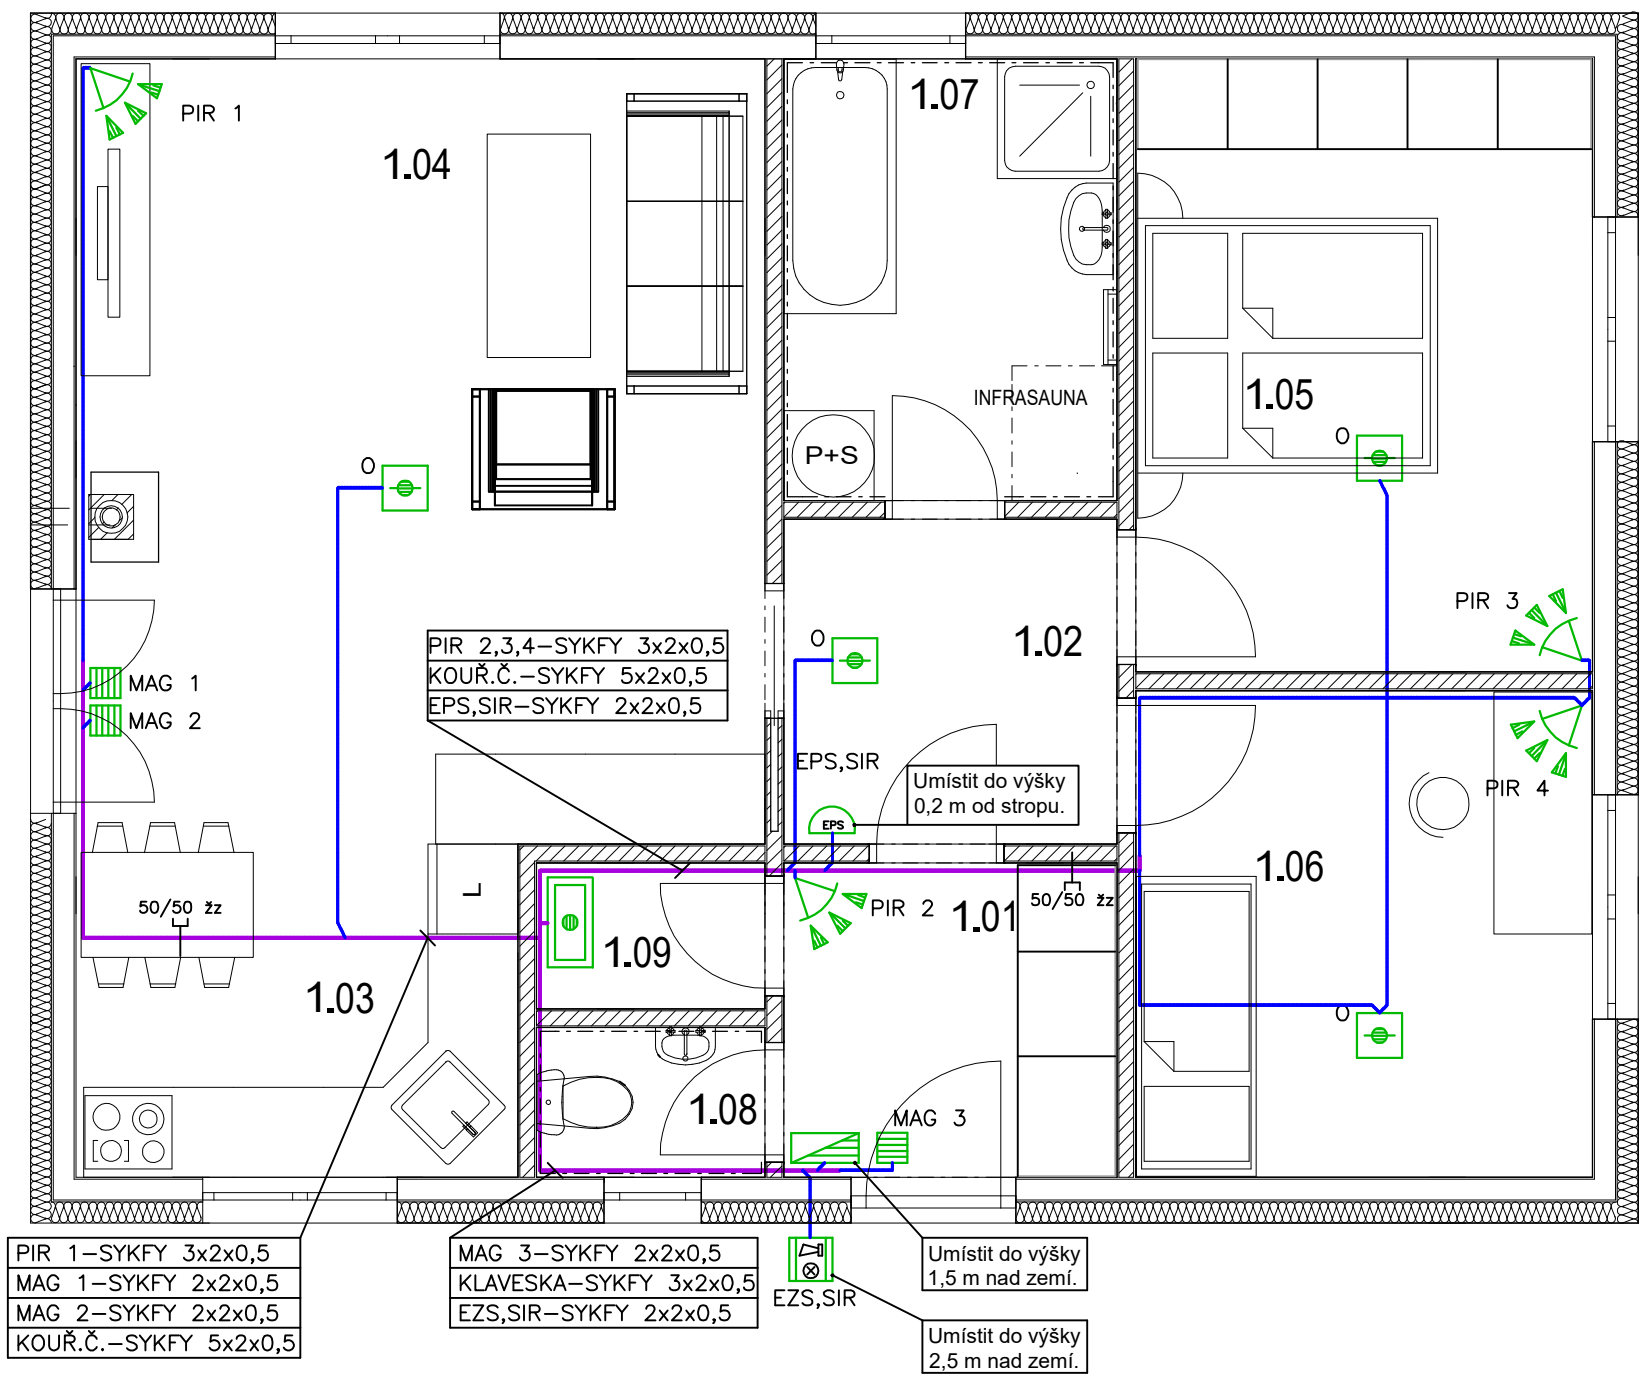 PIR 1
1.04
1.07
INFRASAUNA
P+S
1.05
O
O
PIR 3
O
1.02
PIR 2,3,4–SYKFY 3x2x0,5
KOUŘ.Č.–SYKFY 5x2x0,5
EPS,SIR–SYKFY 2x2x0,5
MAG 1
MAG 2
EPS,SIR
Umístit do výšky
0,2 m od stropu.
EPS
PIR 4
1.06
L
50/50 žz
PIR 2
1.01
50/50 žz
1.09
1.03
O
1.08
MAG 3
PIR 1–SYKFY 3x2x0,5
MAG 1–SYKFY 2x2x0,5
MAG 2–SYKFY 2x2x0,5
KOUŘ.Č.–SYKFY 5x2x0,5
MAG 3–SYKFY 2x2x0,5
KLAVESKA–SYKFY 3x2x0,5
EZS,SIR–SYKFY 2x2x0,5
EZS,SIR
Umístit do výšky
1,5 m nad zemí.
Umístit do výšky
2,5 m nad zemí.